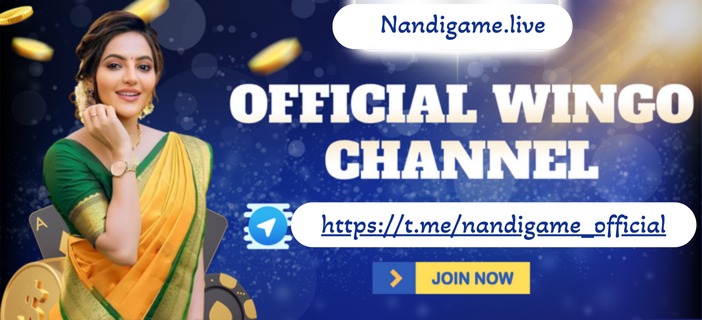 Nandigame.live
OFFICIAL WINGO
CHANNEL
https://t.me/nandigame_official
JOIN NOW
A